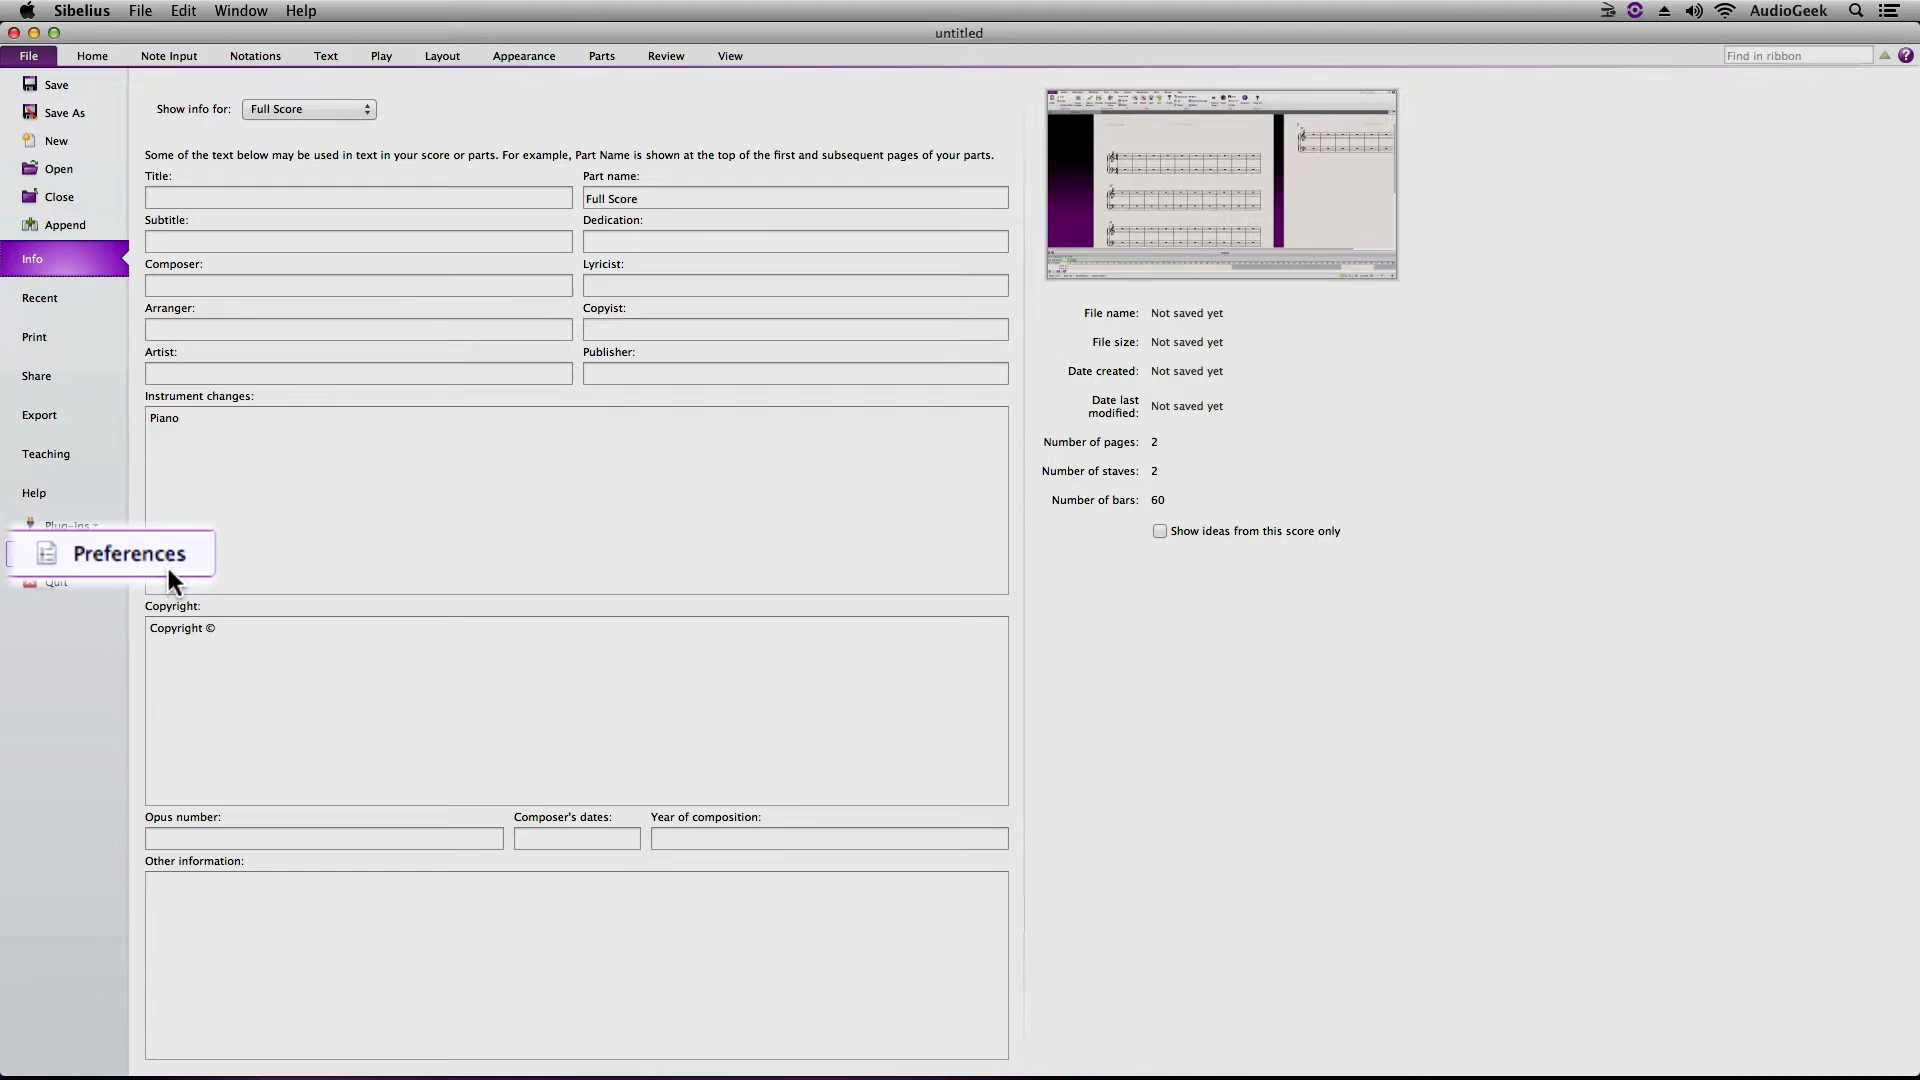 Sibelius File Edit Window Help AudioGeek
untitled
File Home Note Input Notations Text Play Layout Appearance Parts Review View Find in ribbon
Save
Save As
New
Open
Close
Append
Info
Recent
Print
Share
Export
Teaching
Help
Plug-ins
Preferences
Quit
Show info for: Full Score
Some of the text below may be used in text in your score or parts. For example, Part Name is shown at the top of the first and subsequent pages of your parts.
Title: Part name:
Full Score
Subtitle: Dedication:
Composer: Lyricist:
Arranger: Copyist:
Artist: Publisher:
Instrument changes:
Piano
Copyright:
Copyright ©
Opus number: Composer's dates: Year of composition:
Other information:
File name: Not saved yet
File size: Not saved yet
Date created: Not saved yet
Date last
modified: Not saved yet
Number of pages: 2
Number of staves: 2
Number of bars: 60
Show ideas from this score only